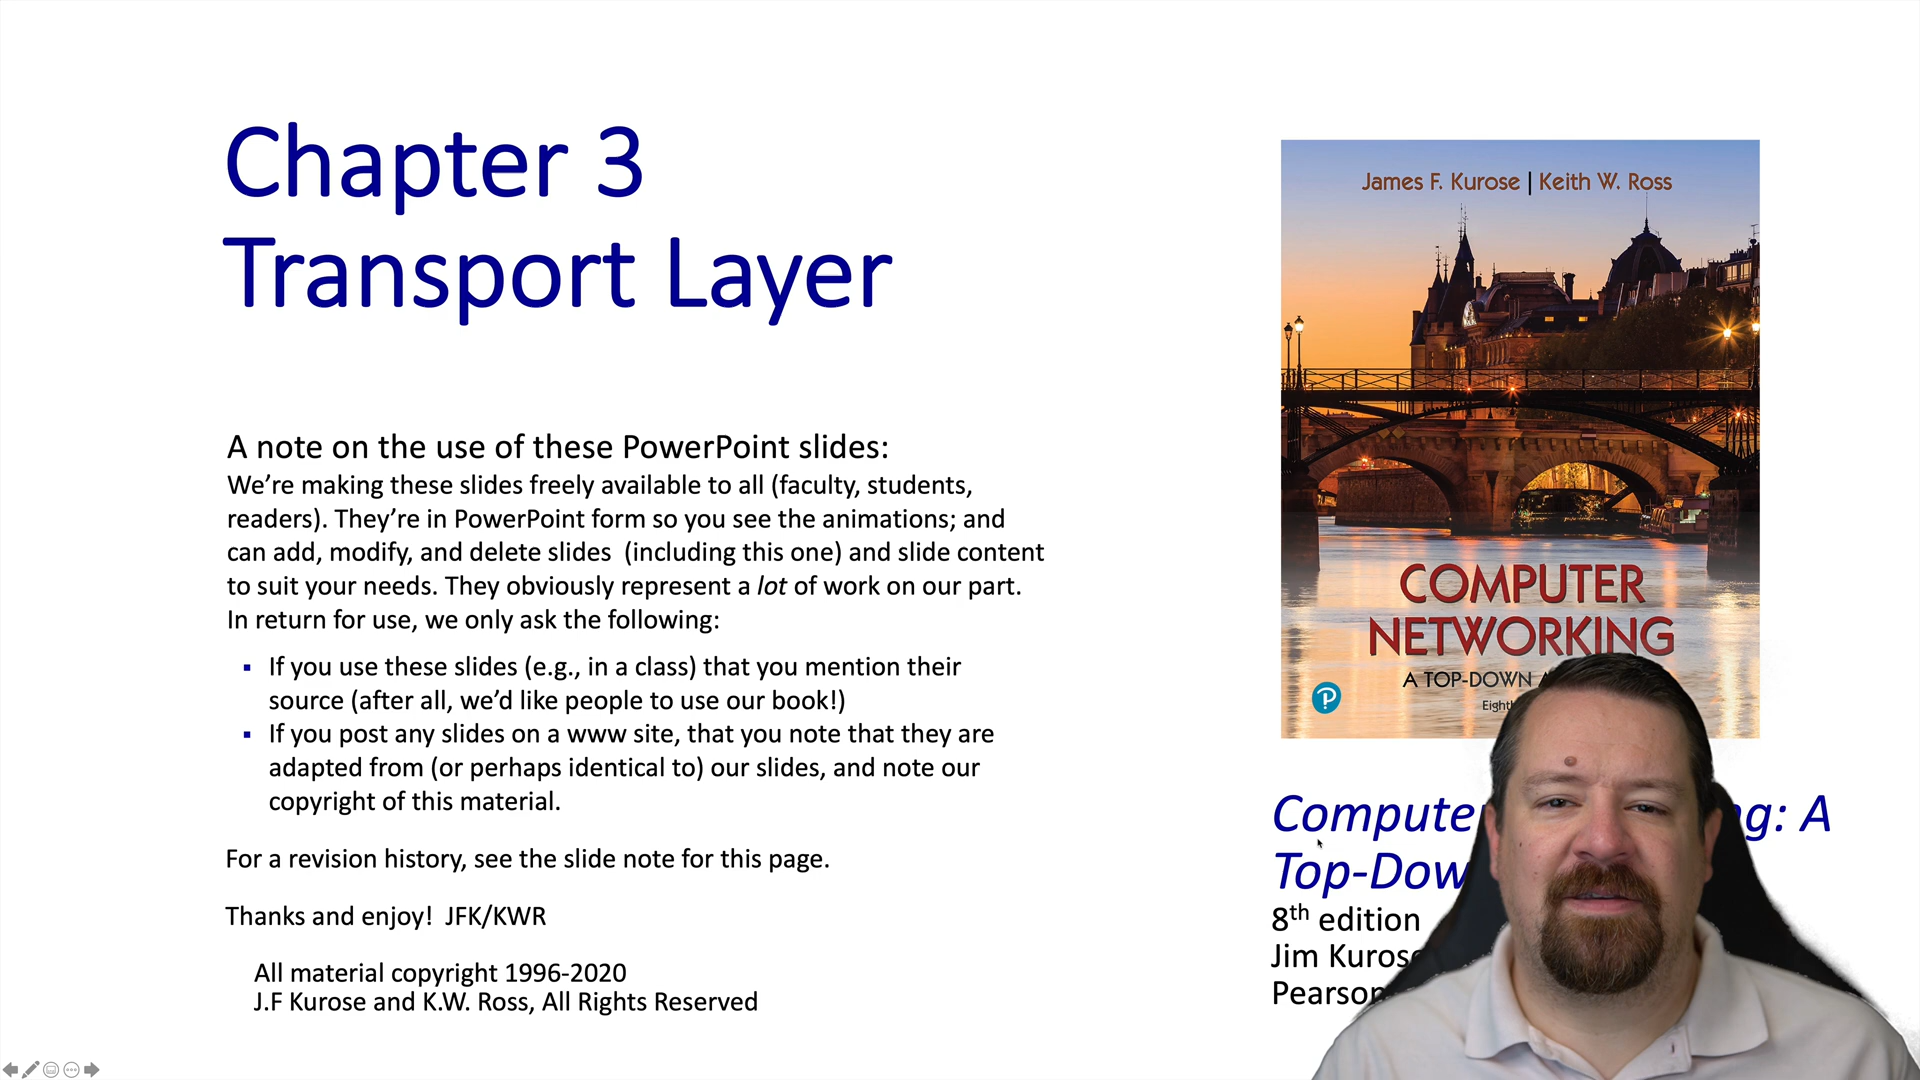 Chapter 3
Transport Layer
A note on the use of these PowerPoint slides:
We’re making these slides freely available to all (faculty, students,
readers). They’re in PowerPoint form so you see the animations; and
can add, modify, and delete slides  (including this one) and slide content
to suit your needs. They obviously represent a lot of work on our part.
In return for use, we only ask the following:
▪ If you use these slides (e.g., in a class) that you mention their
source (after all, we’d like people to use our book!)
▪ If you post any slides on a www site, that you note that they are
adapted from (or perhaps identical to) our slides, and note our
copyright of this material.
For a revision history, see the slide note for this page.
Thanks and enjoy!  JFK/KWR
All material copyright 1996-2020
J.F Kurose and K.W. Ross, All Rights Reserved
James F. Kurose | Keith W. Ross
COMPUTER
NETWORKING
A TOP-DOWN
P
: A
8th edition
Jim